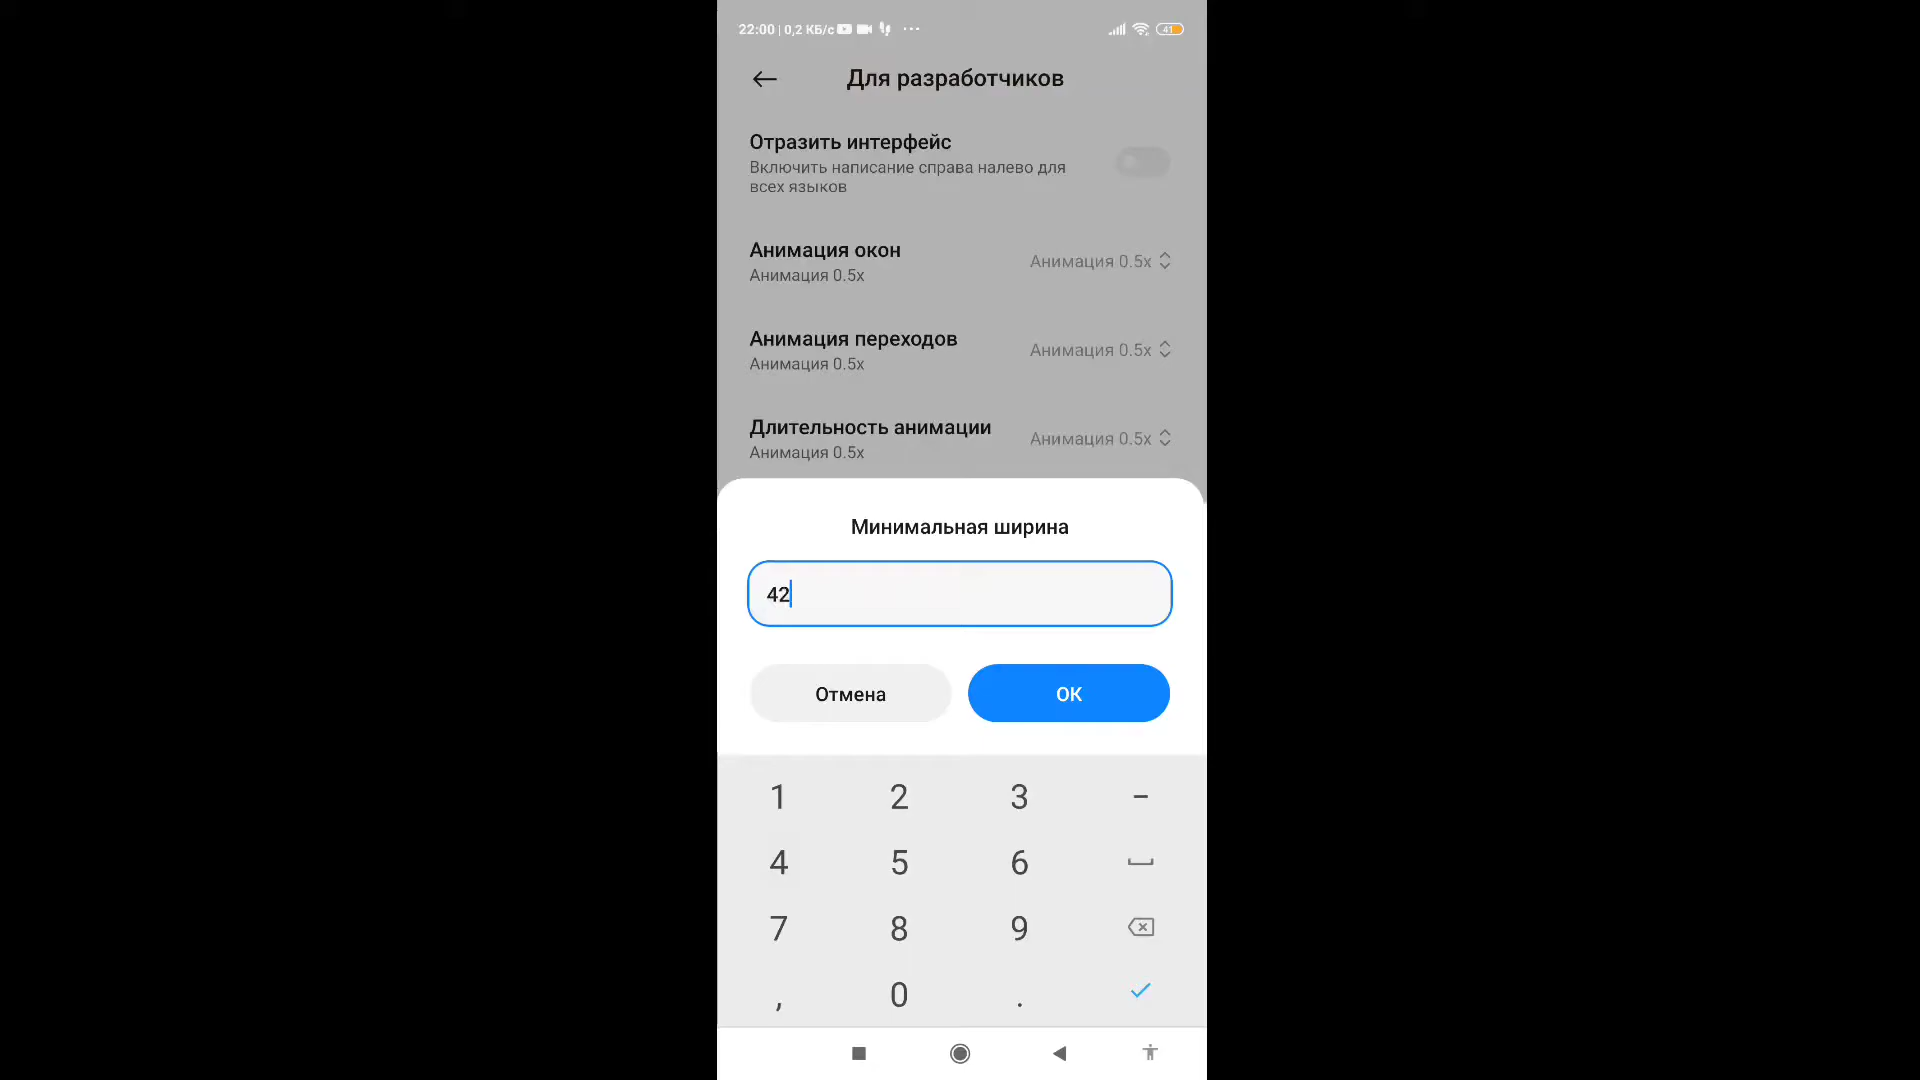 22:00 | 0,2 КБ/с ... 41
Для разработчиков
Отразить интерфейс
Включить написание справа налево для
всех языков
Анимация окон
Анимация 0.5x
Анимация 0.5x
Анимация переходов
Анимация 0.5x
Анимация 0.5x
Длительность анимации
Анимация 0.5x
Анимация 0.5x
Минимальная ширина
42
Отмена ОК
1 2 3 -
4 5 6
7 8 9
, 0 .